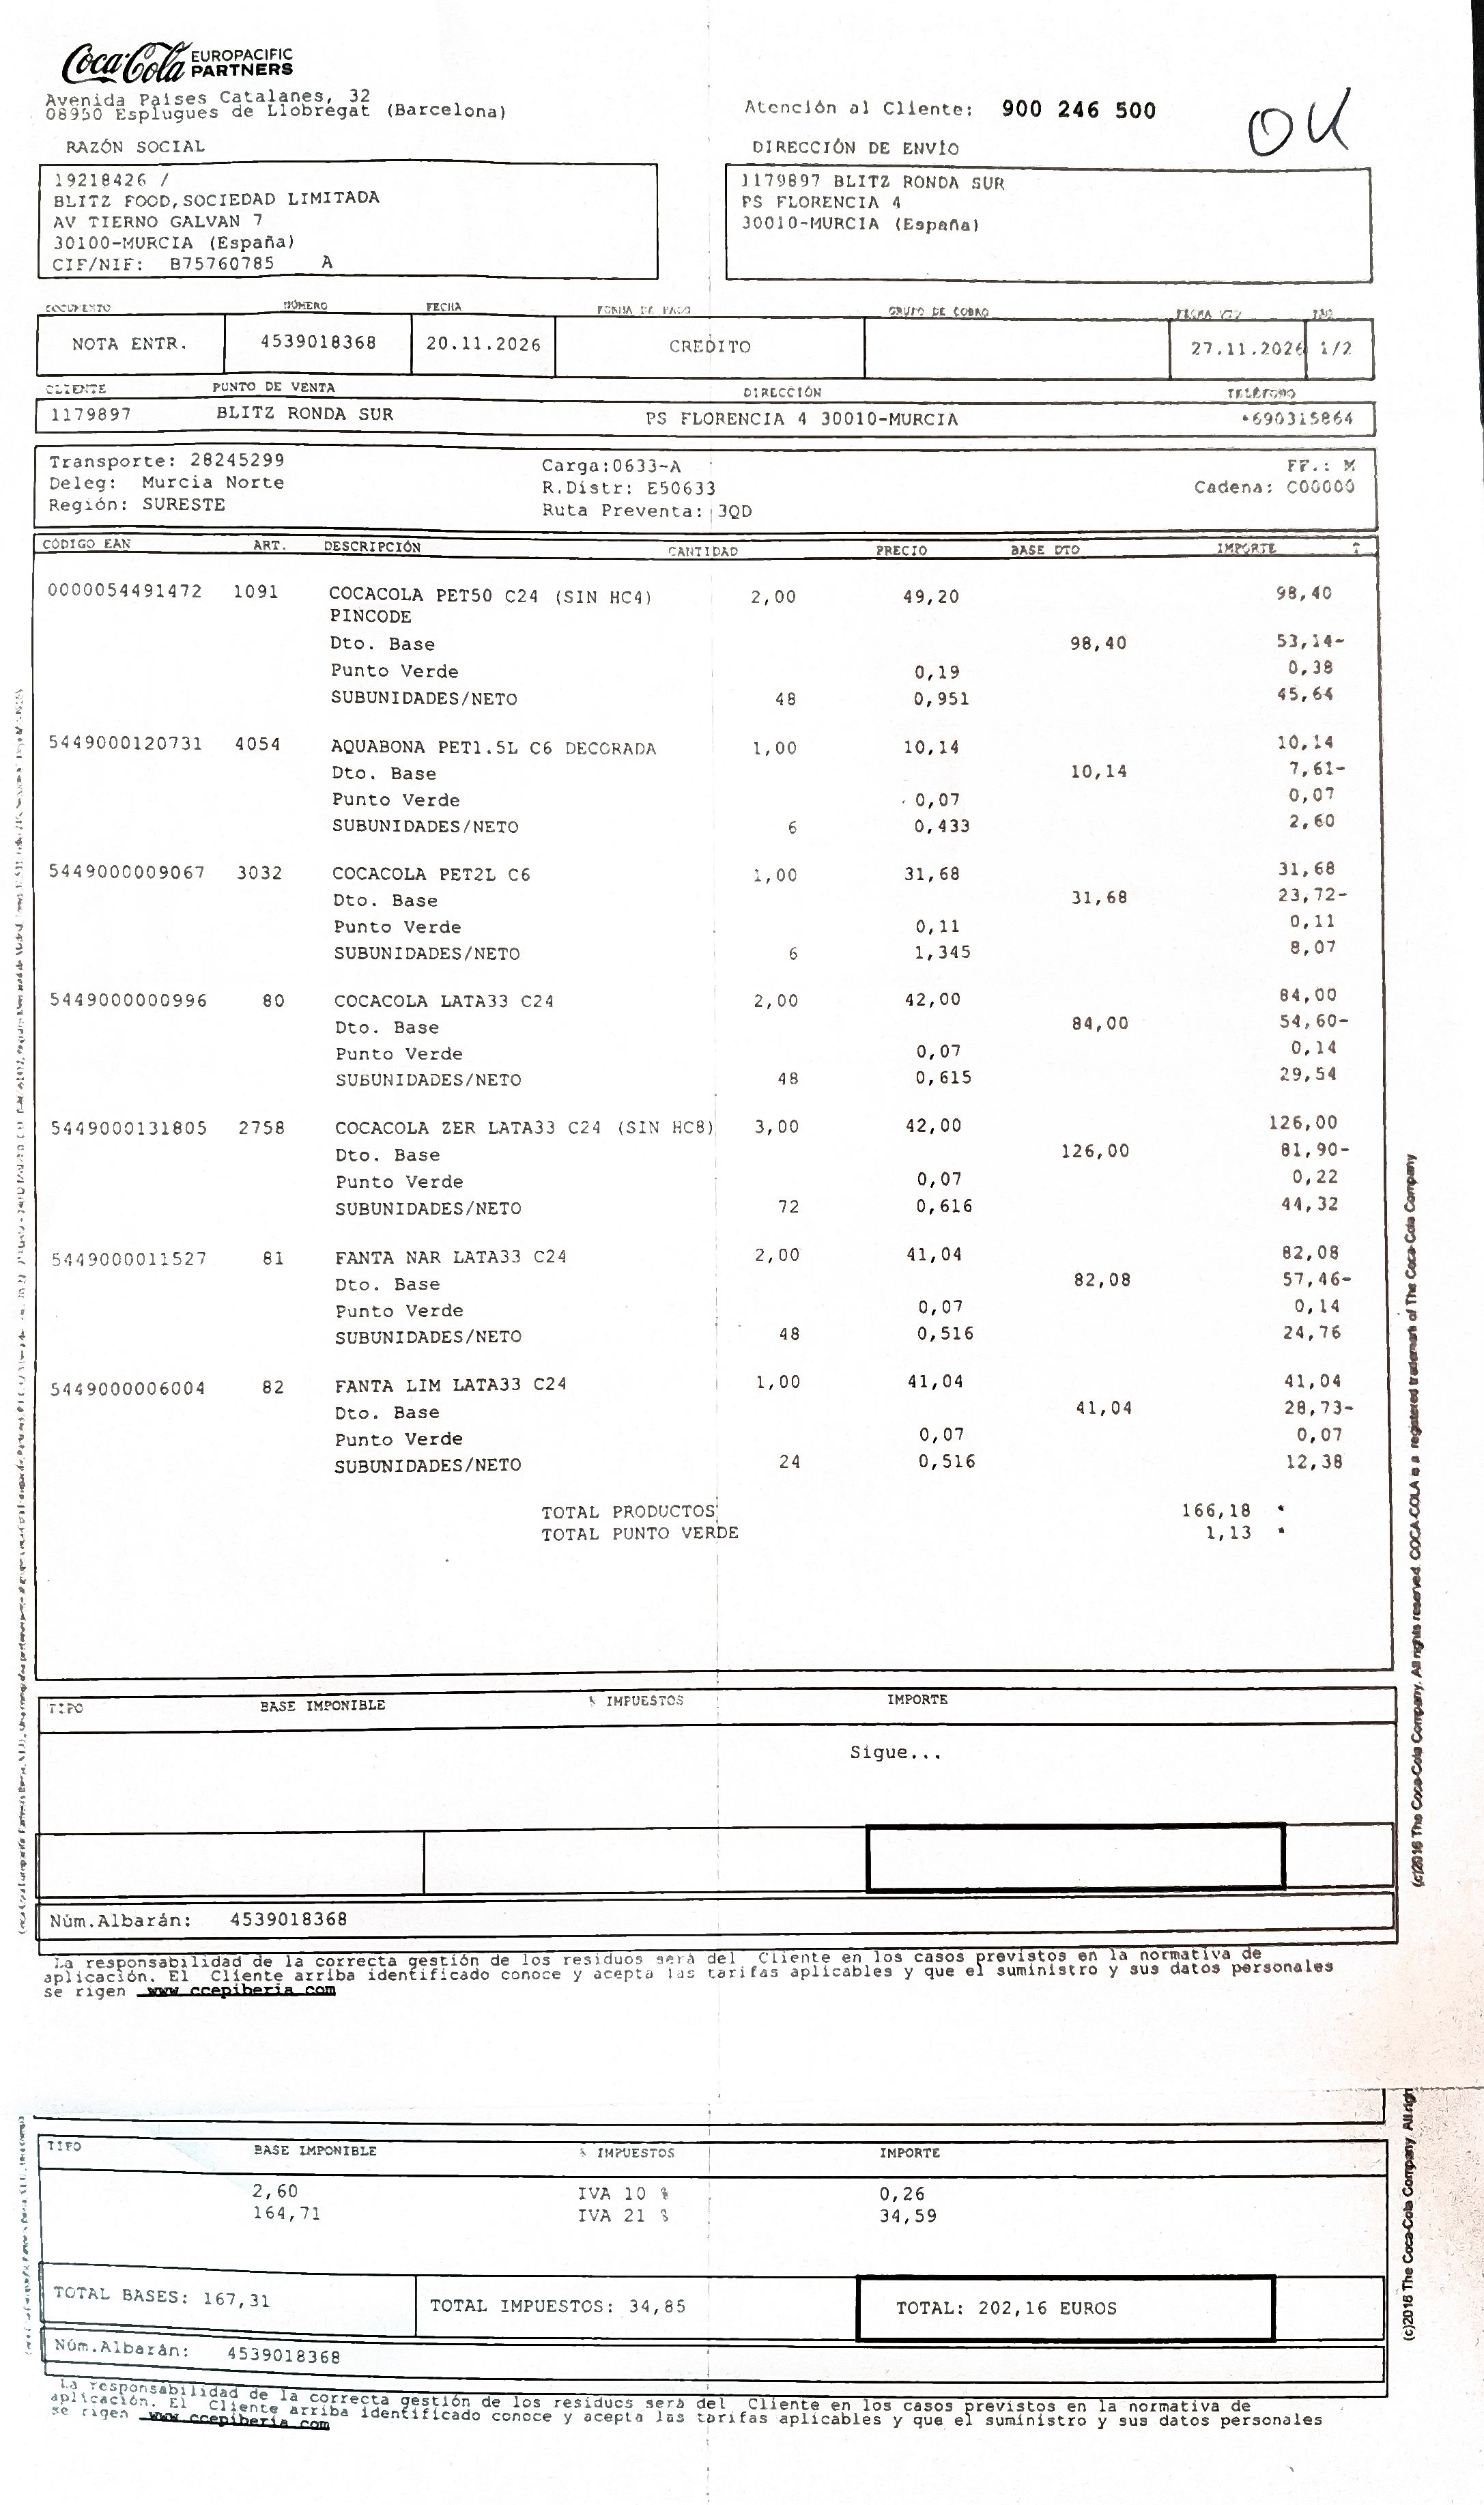 Coca-Cola EUROPACIFIC PARTNERS
Avenida Paises Catalanes, 32
08950 Esplugues de Llobregat (Barcelona)
Atención al Cliente: 900 246 500
OK
RAZÓN SOCIAL
19218426 /
BLITZ FOOD,SOCIEDAD LIMITADA
AV TIERNO GALVAN 7
30100-MURCIA (España)
CIF/NIF: B75760785 A
DIRECCIÓN DE ENVÍO
1179897 BLITZ RONDA SUR
PS FLORENCIA 4
30010-MURCIA (España)
DOCUMENTO NÚMERO FECHA FORMA DE PAGO GRUPO DE COBRO FECHA VTO PÁG
NOTA ENTR. 4539018368 20.11.2026 CREDITO 27.11.2026 1/2
CLIENTE PUNTO DE VENTA DIRECCIÓN TELÉFONO
1179897 BLITZ RONDA SUR PS FLORENCIA 4 30010-MURCIA *690315864
Transporte: 28245299 Carga:0633-A FF.: M
Deleg: Murcia Norte R.Distr: E50633 Cadena: C00000
Región: SURESTE Ruta Preventa: 3QD
CÓDIGO EAN ART. DESCRIPCIÓN CANTIDAD PRECIO BASE DTO IMPORTE
0000054491472 1091 COCACOLA PET50 C24 (SIN HC4) 2,00 49,20 98,40
PINCODE
Dto. Base 98,40 53,14-
Punto Verde 0,19 0,38
SUBUNIDADES/NETO 48 0,951 45,64
5449000120731 4054 AQUABONA PET1.5L C6 DECORADA 1,00 10,14 10,14
Dto. Base 10,14 7,61-
Punto Verde 0,07 0,07
SUBUNIDADES/NETO 6 0,433 2,60
5449000009067 3032 COCACOLA PET2L C6 1,00 31,68 31,68
Dto. Base 31,68 23,72-
Punto Verde 0,11 0,11
SUBUNIDADES/NETO 6 1,345 8,07
5449000000996 80 COCACOLA LATA33 C24 2,00 42,00 84,00
Dto. Base 84,00 54,60-
Punto Verde 0,07 0,14
SUBUNIDADES/NETO 48 0,615 29,54
5449000131805 2758 COCACOLA ZER LATA33 C24 (SIN HC8) 3,00 42,00 126,00
Dto. Base 126,00 81,90-
Punto Verde 0,07 0,22
SUBUNIDADES/NETO 72 0,616 44,32
5449000011527 81 FANTA NAR LATA33 C24 2,00 41,04 82,08
Dto. Base 82,08 57,46-
Punto Verde 0,07 0,14
SUBUNIDADES/NETO 48 0,516 24,76
5449000006004 82 FANTA LIM LATA33 C24 1,00 41,04 41,04
Dto. Base 41,04 28,73-
Punto Verde 0,07 0,07
SUBUNIDADES/NETO 24 0,516 12,38
TOTAL PRODUCTOS 166,18 *
TOTAL PUNTO VERDE 1,13 *
TIPO BASE IMPONIBLE % IMPUESTOS IMPORTE
Sigue...
Núm.Albarán: 4539018368
La responsabilidad de la correcta gestión de los residuos será del Cliente en los casos previstos en la normativa de
aplicación. El Cliente arriba identificado conoce y acepta las tarifas aplicables y que el suministro y sus datos personales
se rigen www.ccepiberia.com
(c)2016 The Coca-Cola Company. All rights reserved. COCA-COLA is a registered trademark of The Coca-Cola Company
TIPO BASE IMPONIBLE % IMPUESTOS IMPORTE
2,60 IVA 10 % 0,26
164,71 IVA 21 % 34,59
TOTAL BASES: 167,31 TOTAL IMPUESTOS: 34,85 TOTAL: 202,16 EUROS
Núm.Albarán: 4539018368
La responsabilidad de la correcta gestión de los residucs será del Cliente en los casos previstos en la normativa de
aplicación. El Cliente arriba identificado conoce y acepta las tarifas aplicables y que el suministro y sus datos personales
se rigen www.ccepiberia.com
(c)2016 The Coca-Cola Company. All righ